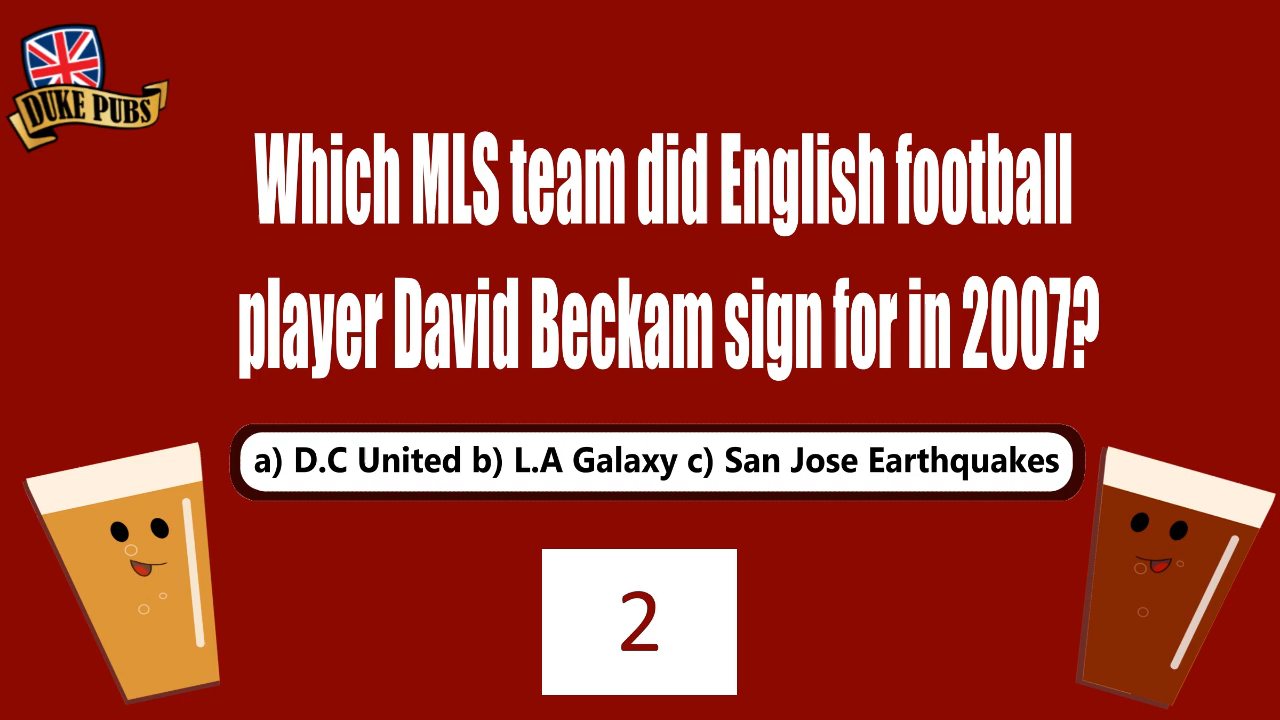 DUKE PUBS
Which MLS team did English football
player David Beckam sign for in 2007?
a) D.C United b) L.A Galaxy c) San Jose Earthquakes
2